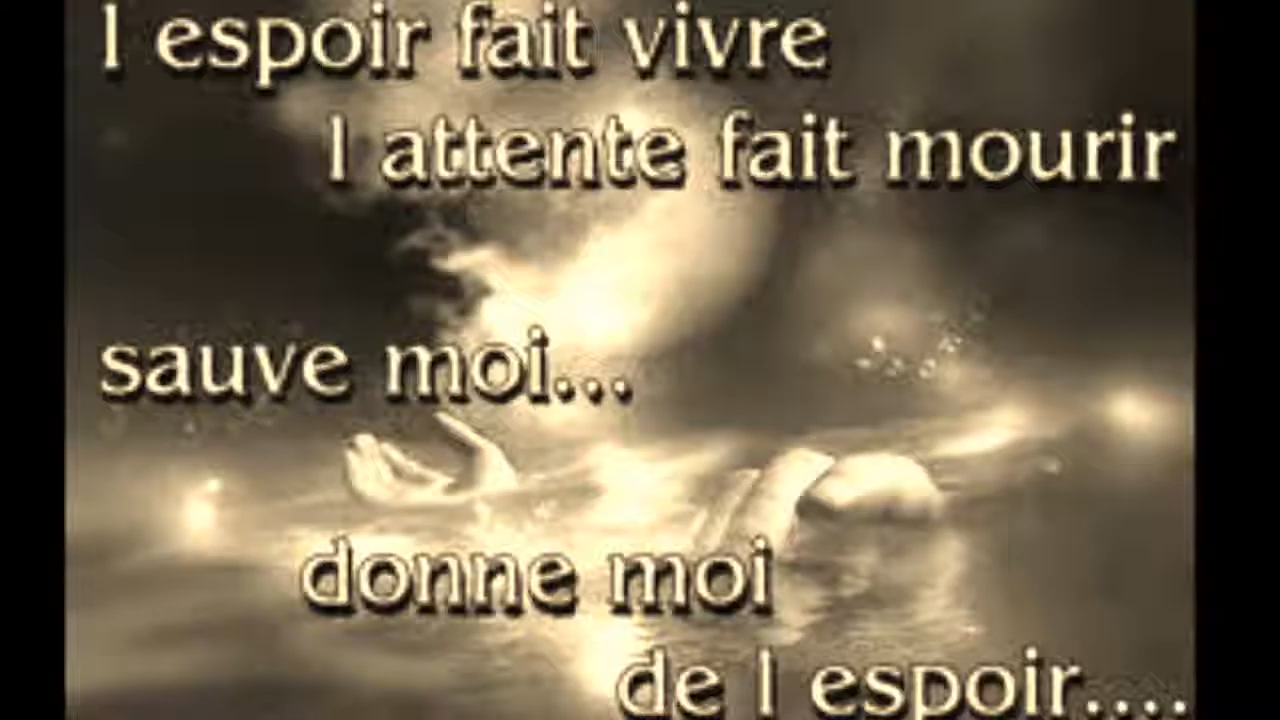 l espoir fait vivre
l attente fait mourir
sauve moi...
donne moi
de l espoir....